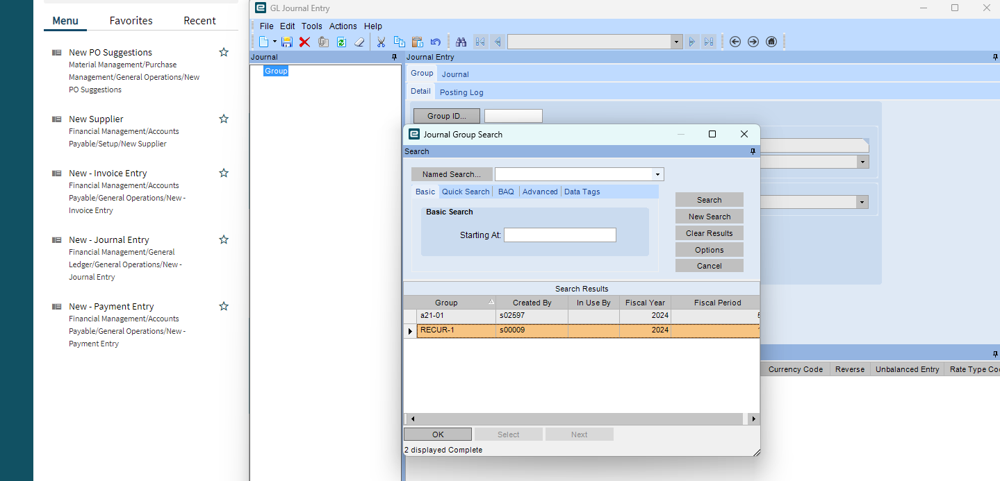 Menu Favorites Recent
New PO Suggestions
Material Management/Purchase
Management/General Operations/New
PO Suggestions
New Supplier
Financial Management/Accounts
Payable/Setup/New Supplier
New - Invoice Entry
Financial Management/Accounts
Payable/General Operations/New -
Invoice Entry
New - Journal Entry
Financial Management/General
Ledger/General Operations/New -
Journal Entry
New - Payment Entry
Financial Management/Accounts
Payable/General Operations/New -
Payment Entry
GL Journal Entry
File Edit Tools Actions Help
Journal
Group
Journal Entry
Group Journal
Detail Posting Log
Group ID...
Journal Group Search
Search
Named Search...
Basic Quick Search BAQ Advanced Data Tags
Basic Search
Starting At:
Search
New Search
Clear Results
Options
Cancel
Search Results
Group Created By In Use By Fiscal Year Fiscal Period
a21-01 s02597 2024
RECUR-1 s00009 2024
OK Select Next
2 displayed Complete
Currency Code Reverse Unbalanced Entry Rate Type